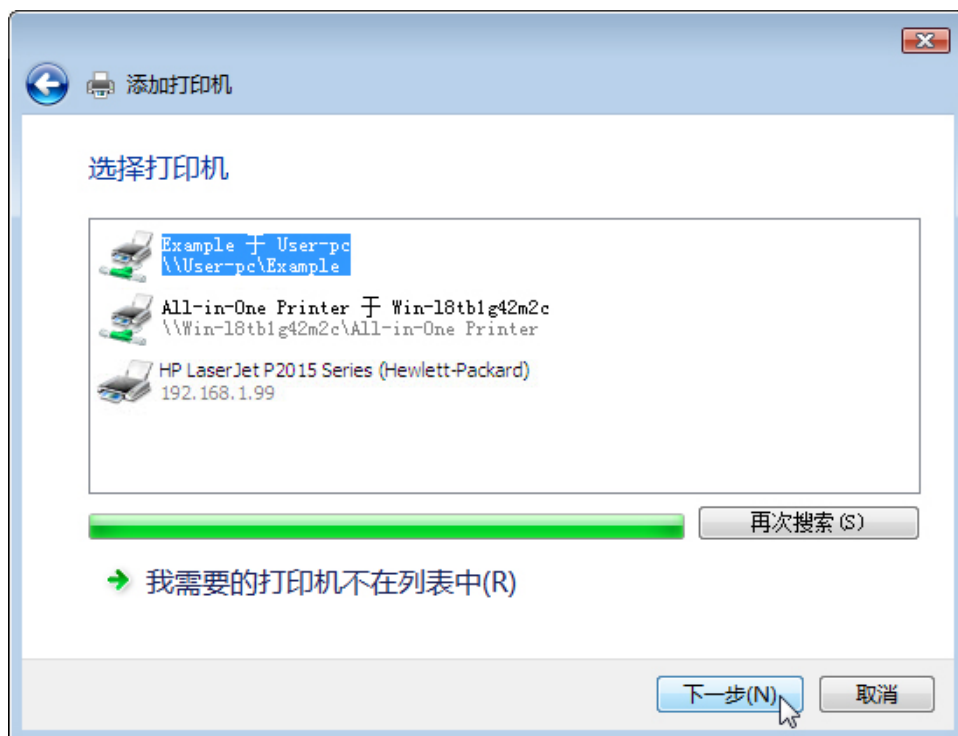 添加打印机
选择打印机
Example 于 User-pc
\\User-pc\Example
All-in-One Printer 于 Win-l8tb1g42m2c
\\Win-l8tb1g42m2c\All-in-One Printer
HP LaserJet P2015 Series (Hewlett-Packard)
192.168.1.99
再次搜索(S)
我需要的打印机不在列表中(R)
下一步(N)
取消